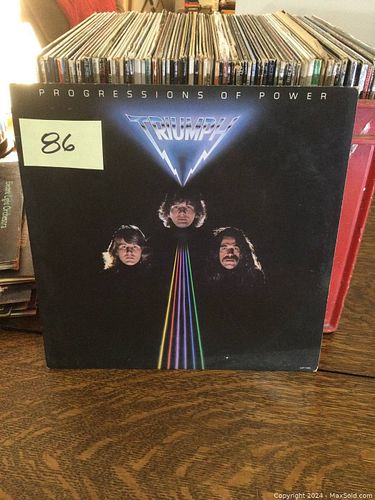 PROGRESSIONS OF POWER
TRIUMPH
86
Copyright 2024 - MaxSold.com